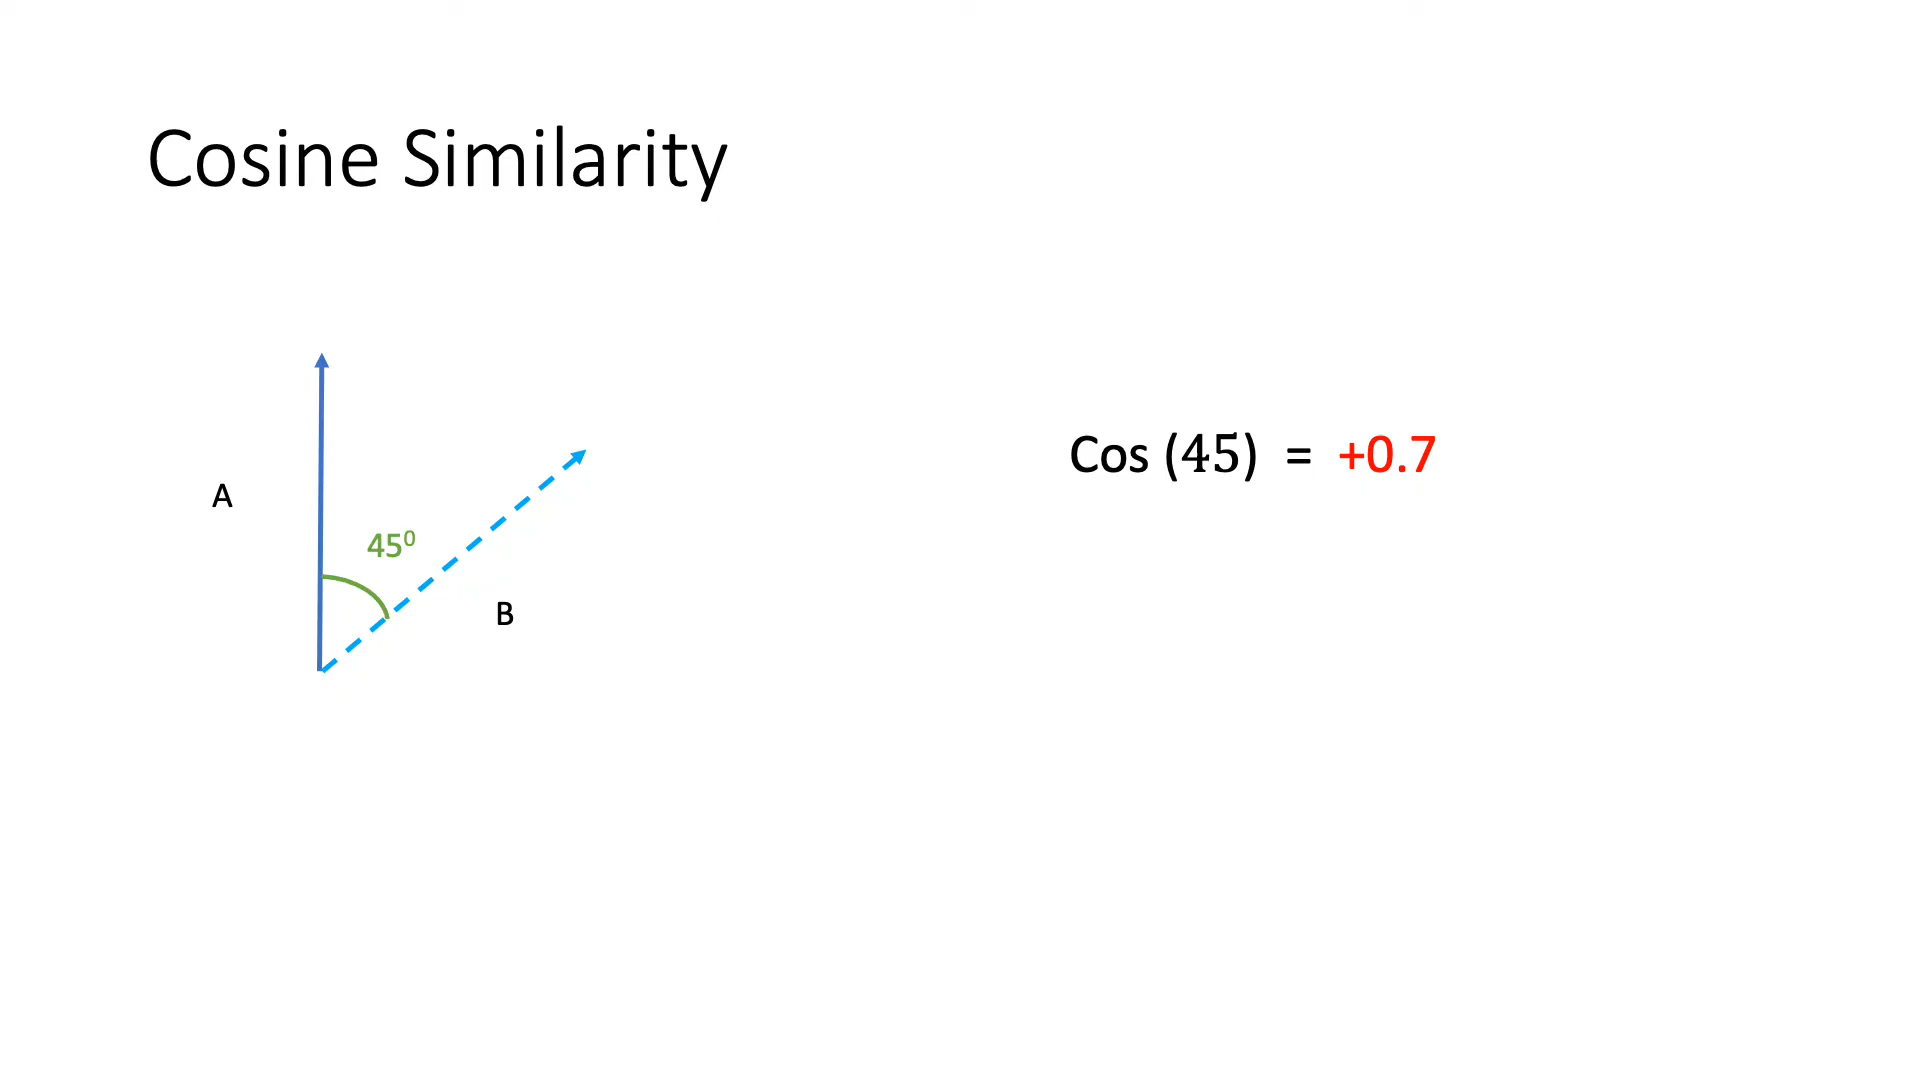 Cosine Similarity
A
45⁰
B
Cos (45) = +0.7